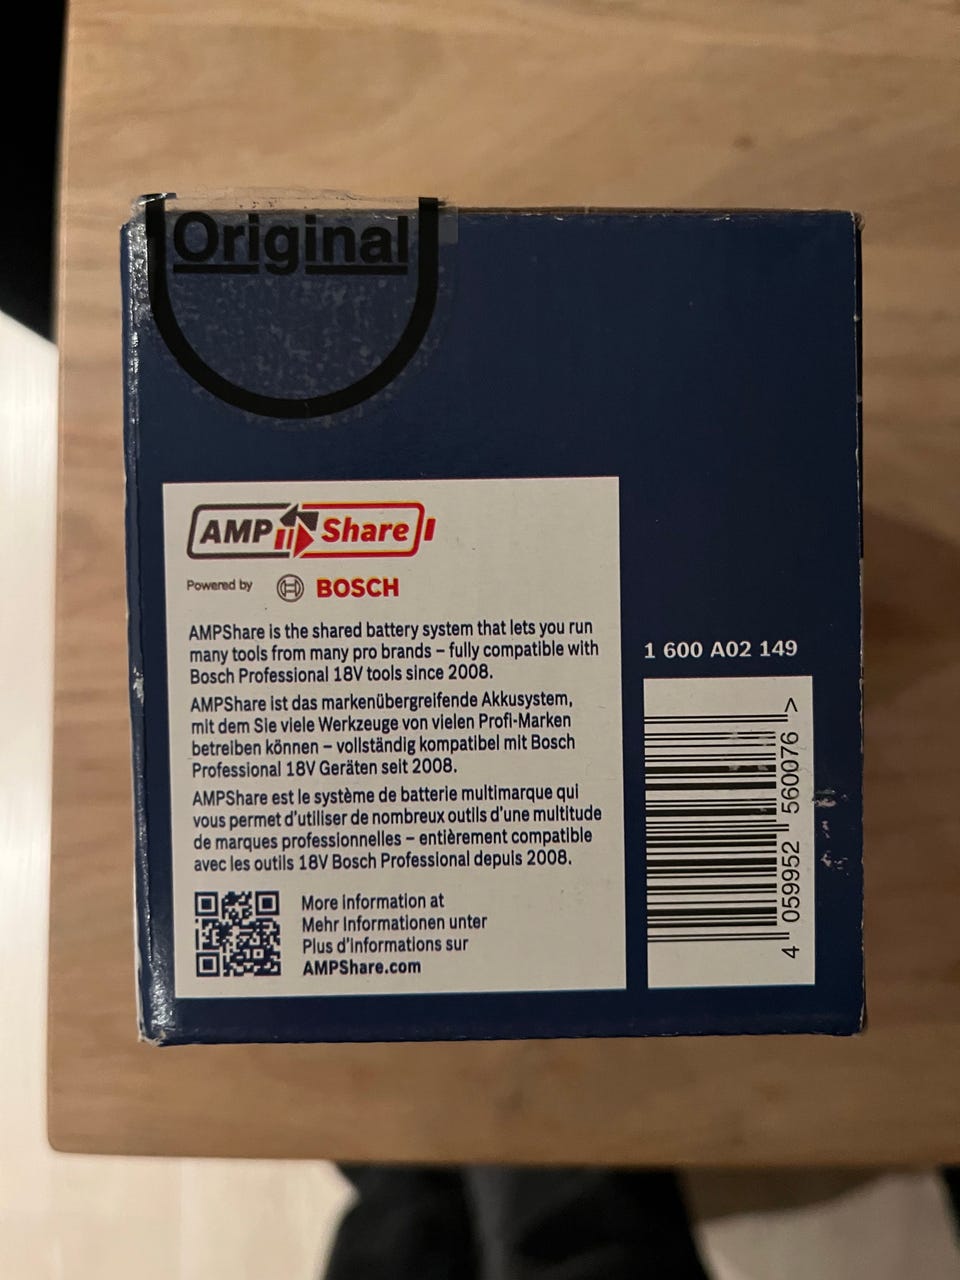 Original
AMP Share
Powered by BOSCH
AMPShare is the shared battery system that lets you run
many tools from many pro brands – fully compatible with
Bosch Professional 18V tools since 2008.
AMPShare ist das markenübergreifende Akkusystem,
mit dem Sie viele Werkzeuge von vielen Profi-Marken
betreiben können – vollständig kompatibel mit Bosch
Professional 18V Geräten seit 2008.
AMPShare est le système de batterie multimarque qui
vous permet d'utiliser de nombreux outils d'une multitude
de marques professionnelles – entièrement compatible
avec les outils 18V Bosch Professional depuis 2008.
More information at
Mehr Informationen unter
Plus d'informations sur
AMPShare.com
1 600 A02 149
4 059952 560076 >